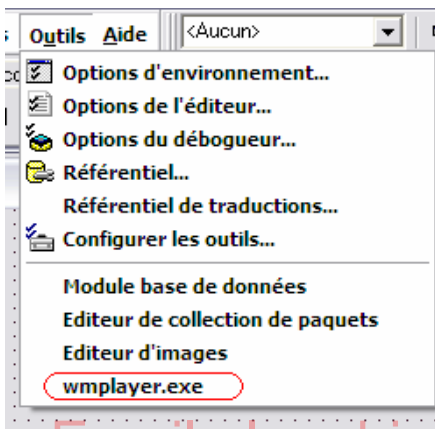 Outils Aide <Aucun>
Options d'environnement...
Options de l'éditeur...
Options du débogueur...
Référentiel...
Référentiel de traductions...
Configurer les outils...
Module base de données
Editeur de collection de paquets
Editeur d'images
wmplayer.exe